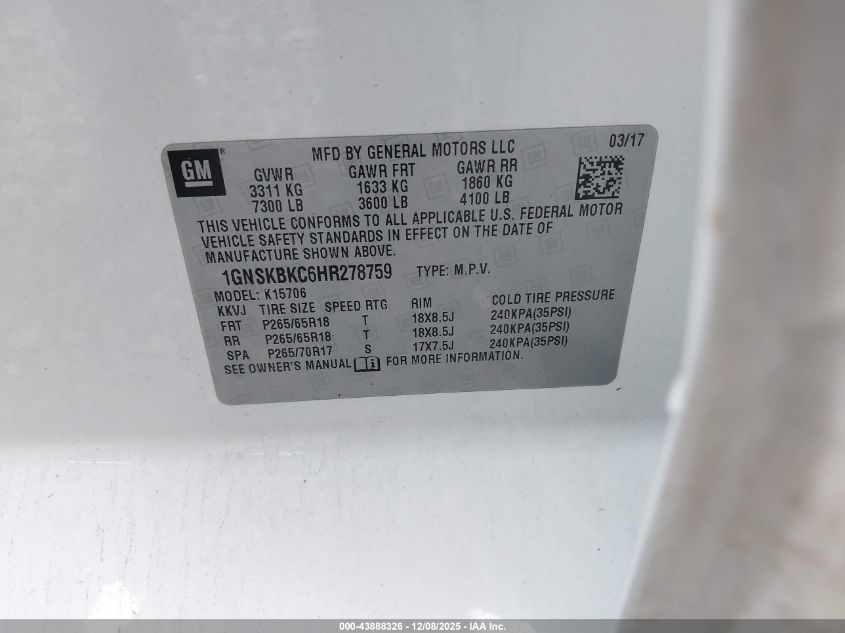 GM ®
MFD BY GENERAL MOTORS LLC 03/17
GVWR GAWR FRT GAWR RR
3311 KG 1633 KG 1860 KG
7300 LB 3600 LB 4100 LB
THIS VEHICLE CONFORMS TO ALL APPLICABLE U.S. FEDERAL MOTOR
VEHICLE SAFETY STANDARDS IN EFFECT ON THE DATE OF
MANUFACTURE SHOWN ABOVE.
1GNSKBKC6HR278759 TYPE: M.P.V.
MODEL: K15706
KKVJ TIRE SIZE SPEED RTG RIM COLD TIRE PRESSURE
FRT P265/65R18 T 18X8.5J 240KPA(35PSI)
RR P265/65R18 T 18X8.5J 240KPA(35PSI)
SPA P265/70R17 S 17X7.5J 240KPA(35PSI)
SEE OWNER'S MANUAL i FOR MORE INFORMATION.
000-43888326 - 12/08/2025 - IAA Inc.